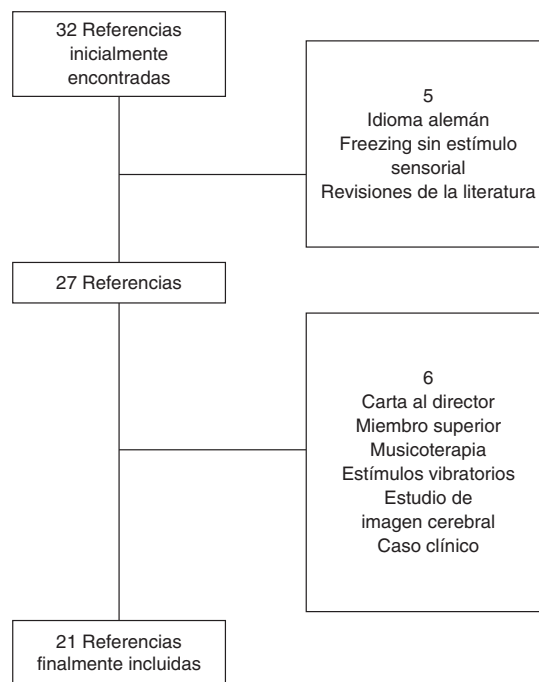 32 Referencias
inicialmente
encontradas
5
Idioma alemán
Freezing sin estímulo
sensorial
Revisiones de la literatura
27 Referencias
6
Carta al director
Miembro superior
Musicoterapia
Estímulos vibratorios
Estudio de
imagen cerebral
Caso clínico
21 Referencias
finalmente incluidas